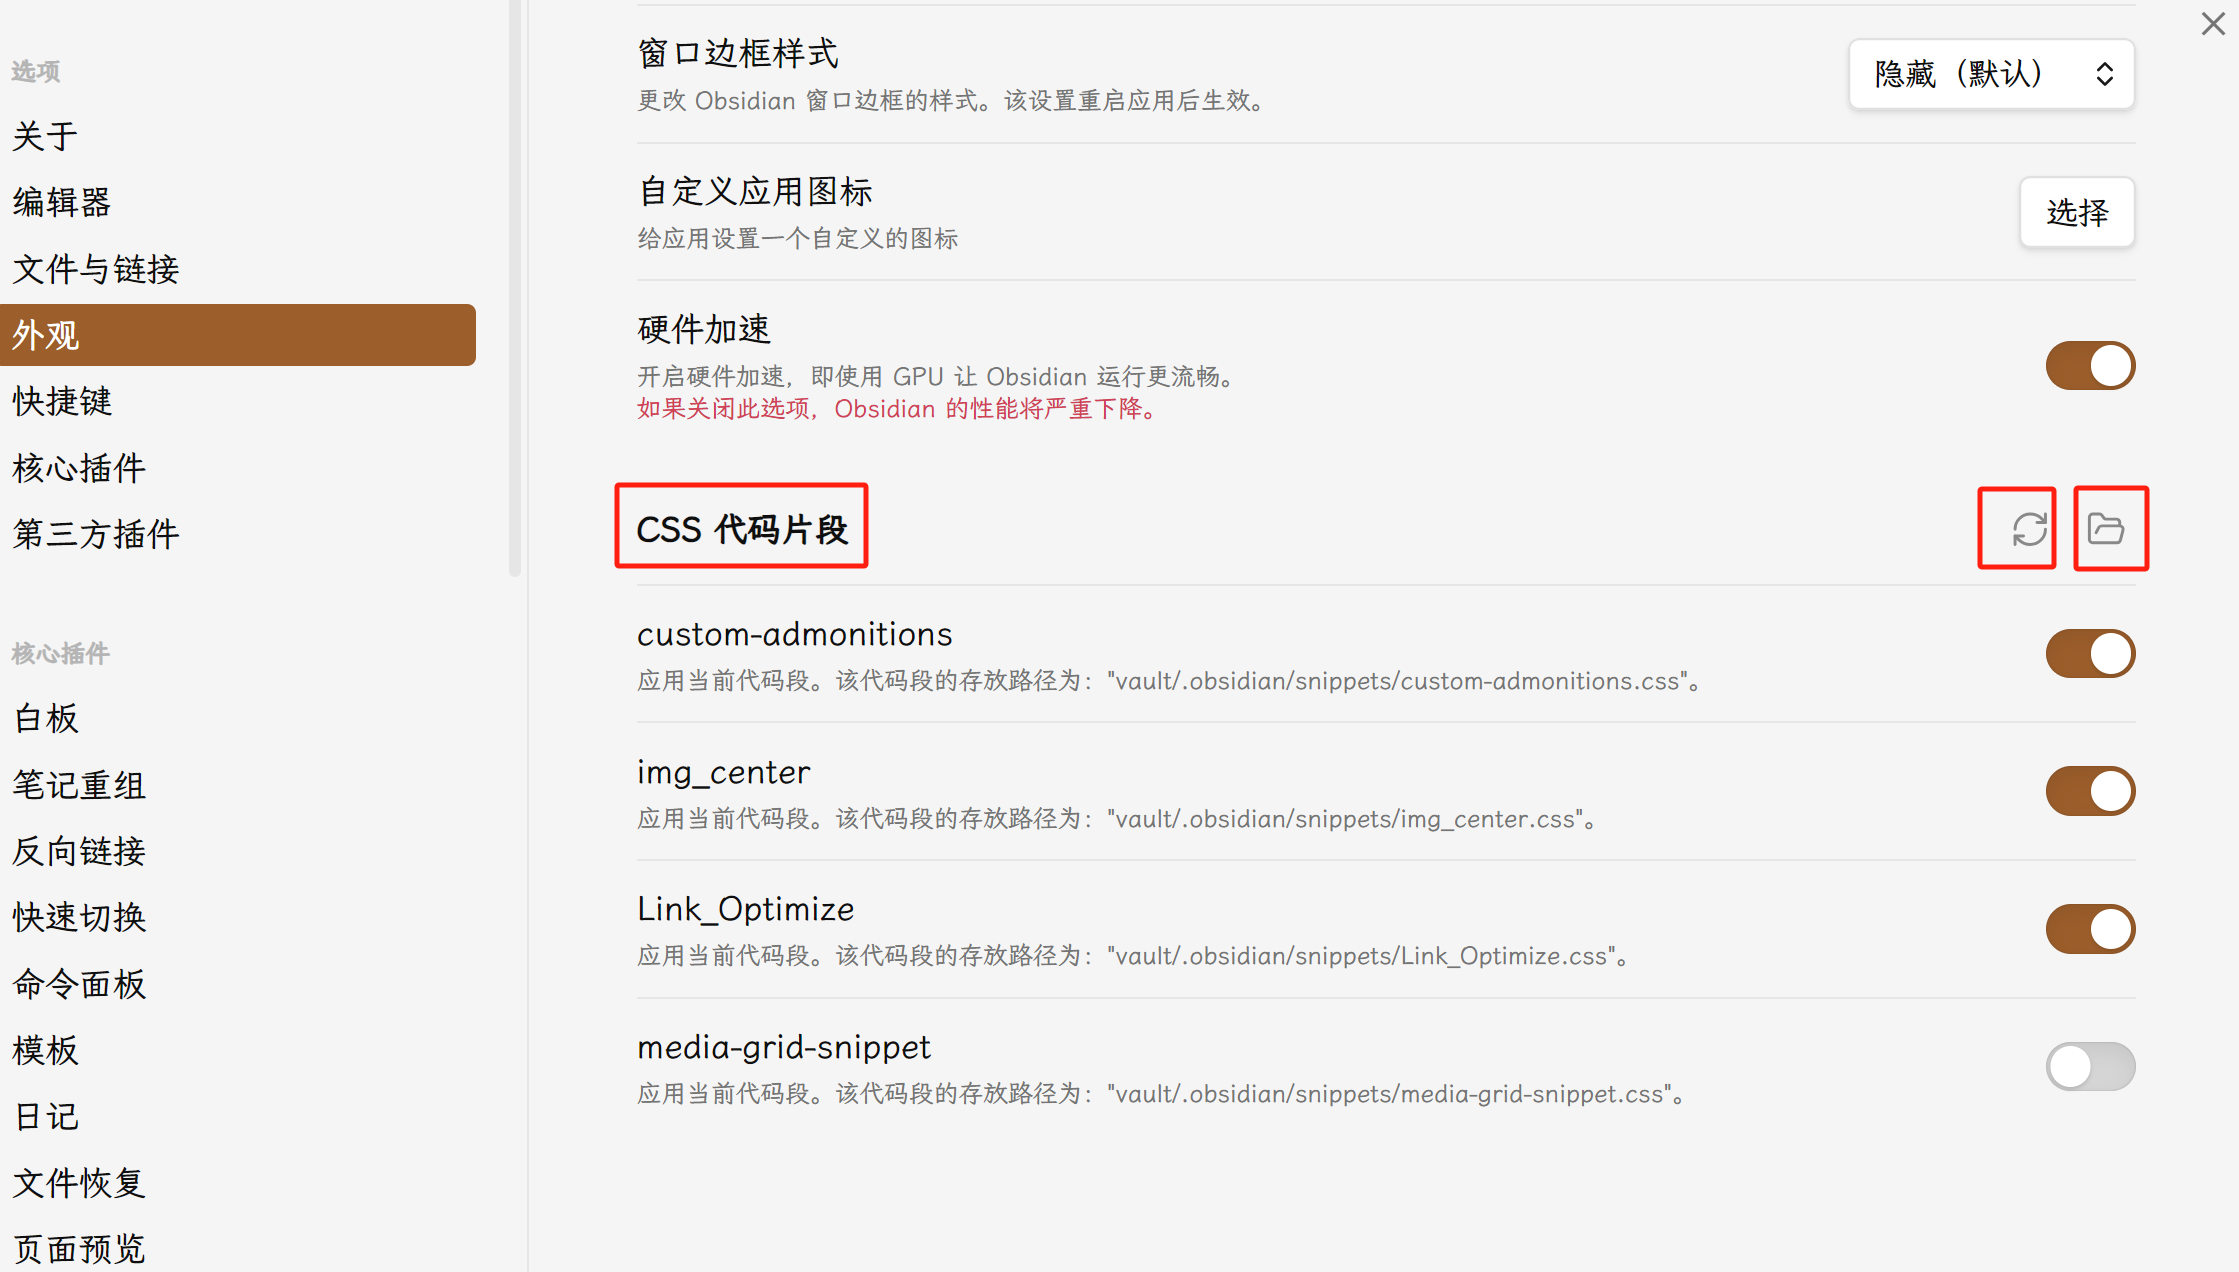 选项
关于
编辑器
文件与链接
外观
快捷键
核心插件
第三方插件
核心插件
白板
笔记重组
反向链接
快速切换
命令面板
模板
日记
文件恢复
页面预览
窗口边框样式
更改 Obsidian 窗口边框的样式。该设置重启应用后生效。
隐藏（默认）
自定义应用图标
给应用设置一个自定义的图标
选择
硬件加速
开启硬件加速，即使用 GPU 让 Obsidian 运行更流畅。
如果关闭此选项，Obsidian 的性能将严重下降。
CSS 代码片段
custom-admonitions
应用当前代码段。该代码段的存放路径为："vault/.obsidian/snippets/custom-admonitions.css"。
img_center
应用当前代码段。该代码段的存放路径为："vault/.obsidian/snippets/img_center.css"。
Link_Optimize
应用当前代码段。该代码段的存放路径为："vault/.obsidian/snippets/Link_Optimize.css"。
media-grid-snippet
应用当前代码段。该代码段的存放路径为："vault/.obsidian/snippets/media-grid-snippet.css"。